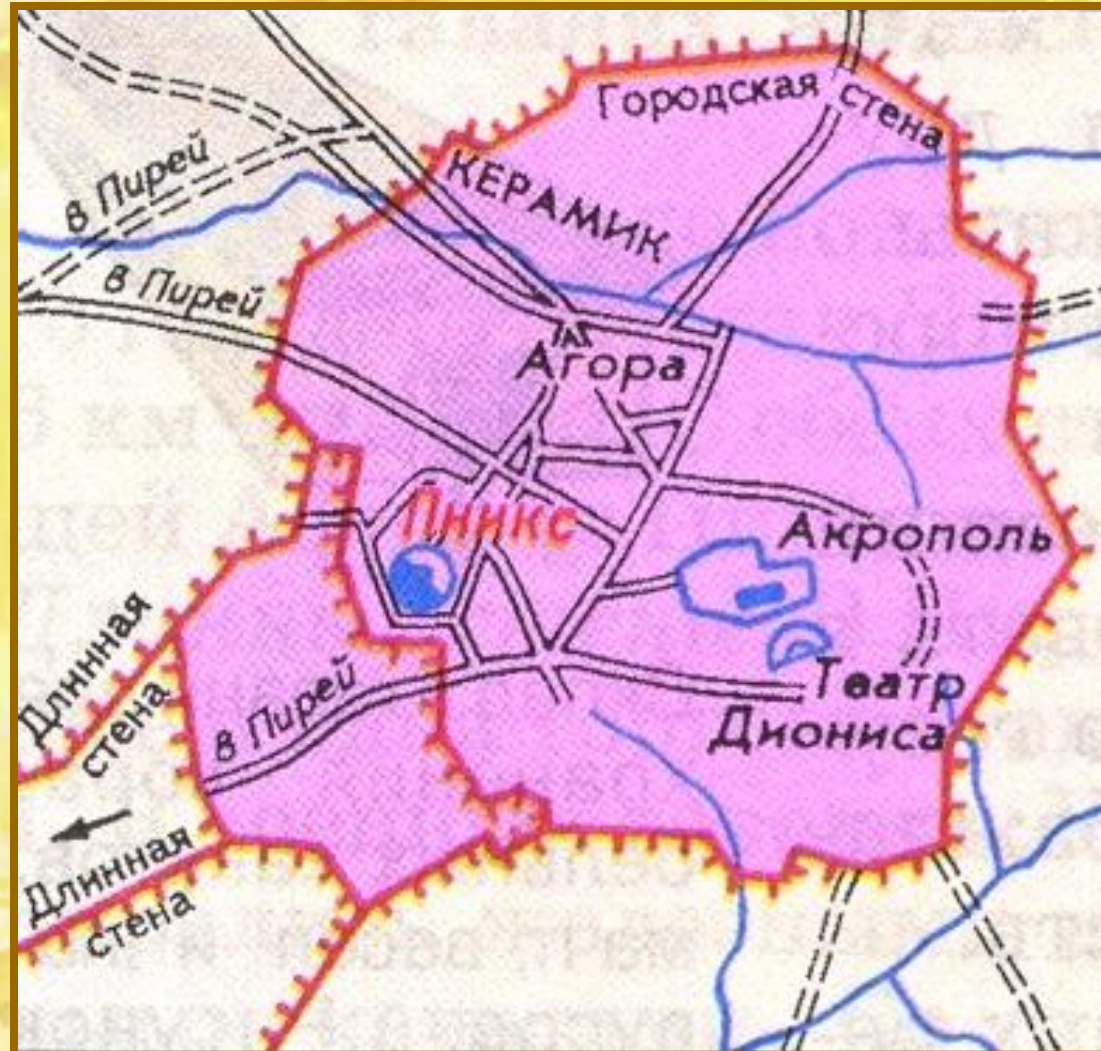 Городская стена
в Пирей
КЕРАМИК
в Пирей
Агора
Пникс
Акрополь
Длинная
стена
в Пирей
Театр
Диониса
Длинная
стена